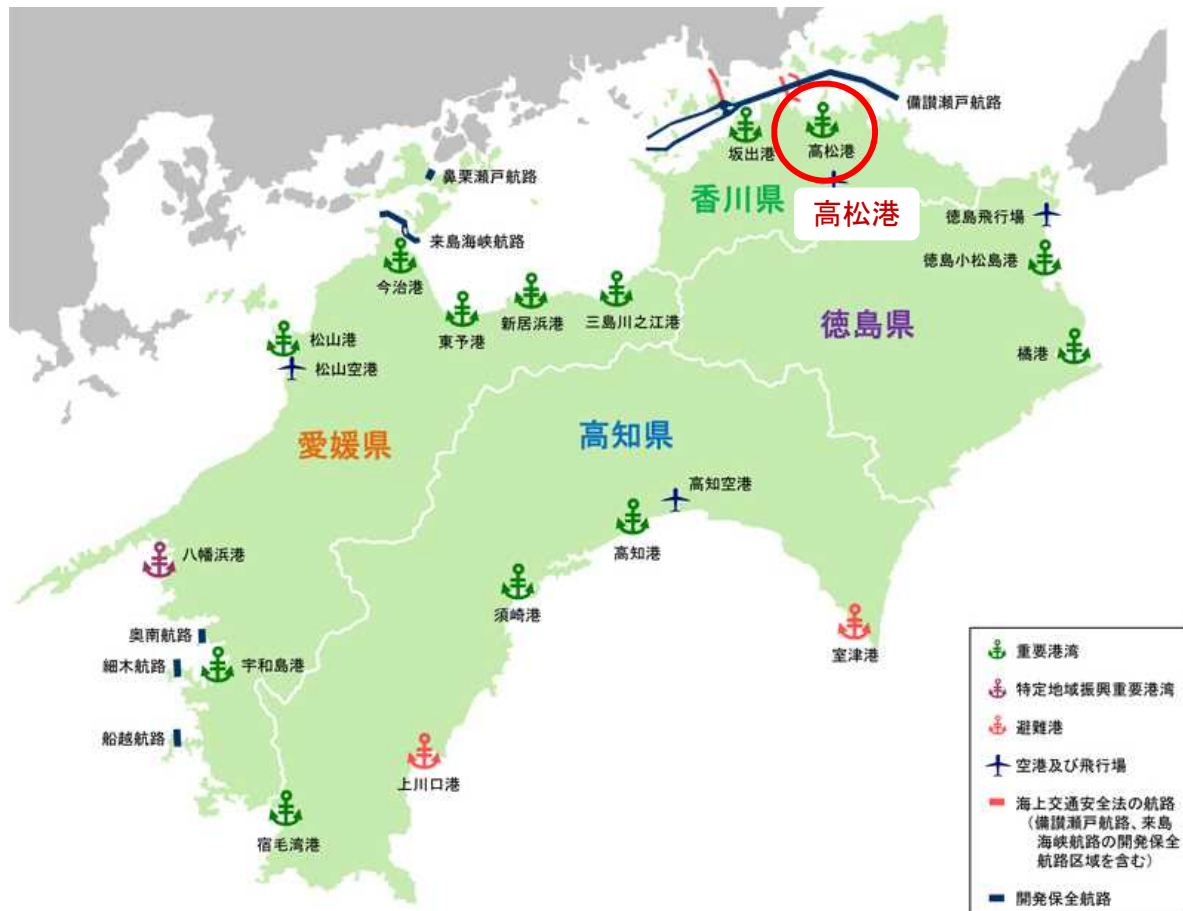 備讃瀬戸航路
坂出港
高松港
鼻栗瀬戸航路
香川県
高松港
徳島飛行場
来島海峡航路
徳島小松島港
今治港
新居浜港
三島川之江港
東予港
徳島県
松山港
橘港
松山空港
愛媛県
高知県
高知空港
八幡浜港
高知港
須崎港
奥南航路
室津港
細木航路
宇和島港
船越航路
上川口港
宿毛湾港
重要港湾
特定地域振興重要港湾
避難港
空港及び飛行場
海上交通安全法の航路
（備讃瀬戸航路、来島
海峡航路の開発保全
航路区域を含む）
開発保全航路